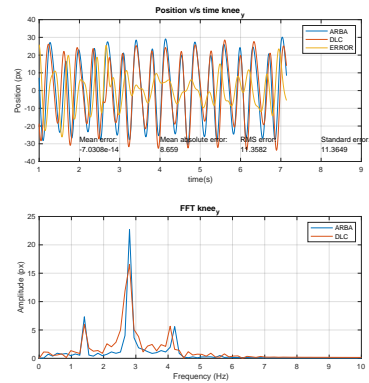 Position v/s time knee_y
40
30
20
10
0
-10
-20
-30
-40
Position (px)
ARBA
DLC
ERROR
Mean error: Mean absolute error: RMS error: Standard error
-7.0308e-14 8.659 11.3582 11.3649
1 2 3 4 5 6 7 8 9
time(s)
FFT knee_y
25
20
15
10
5
0
Amplitude (px)
ARBA
DLC
0 1 2 3 4 5 6 7 8 9 10
Frequency (Hz)